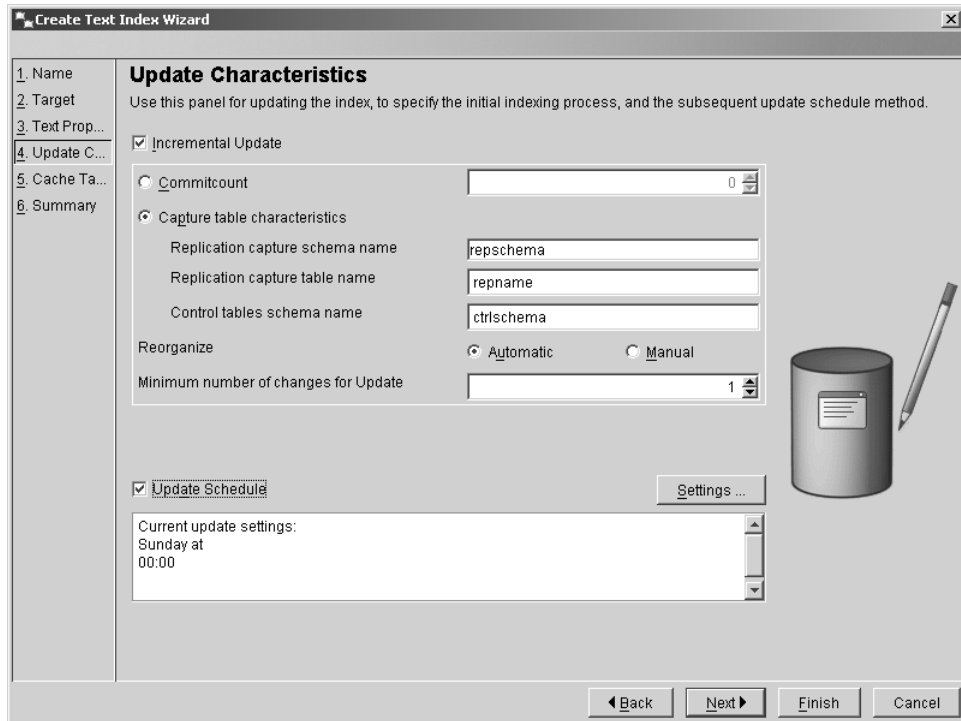 Create Text Index Wizard
1. Name
2. Target
3. Text Prop...
4. Update C...
5. Cache Ta...
6. Summary
Update Characteristics
Use this panel for updating the index, to specify the initial indexing process, and the subsequent update schedule method.
Incremental Update
Commitcount 0
Capture table characteristics
Replication capture schema name repschema
Replication capture table name repname
Control tables schema name ctrlschema
Reorganize Automatic Manual
Minimum number of changes for Update 1
Update Schedule Settings ...
Current update settings:
Sunday at
00:00
Back Next Finish Cancel